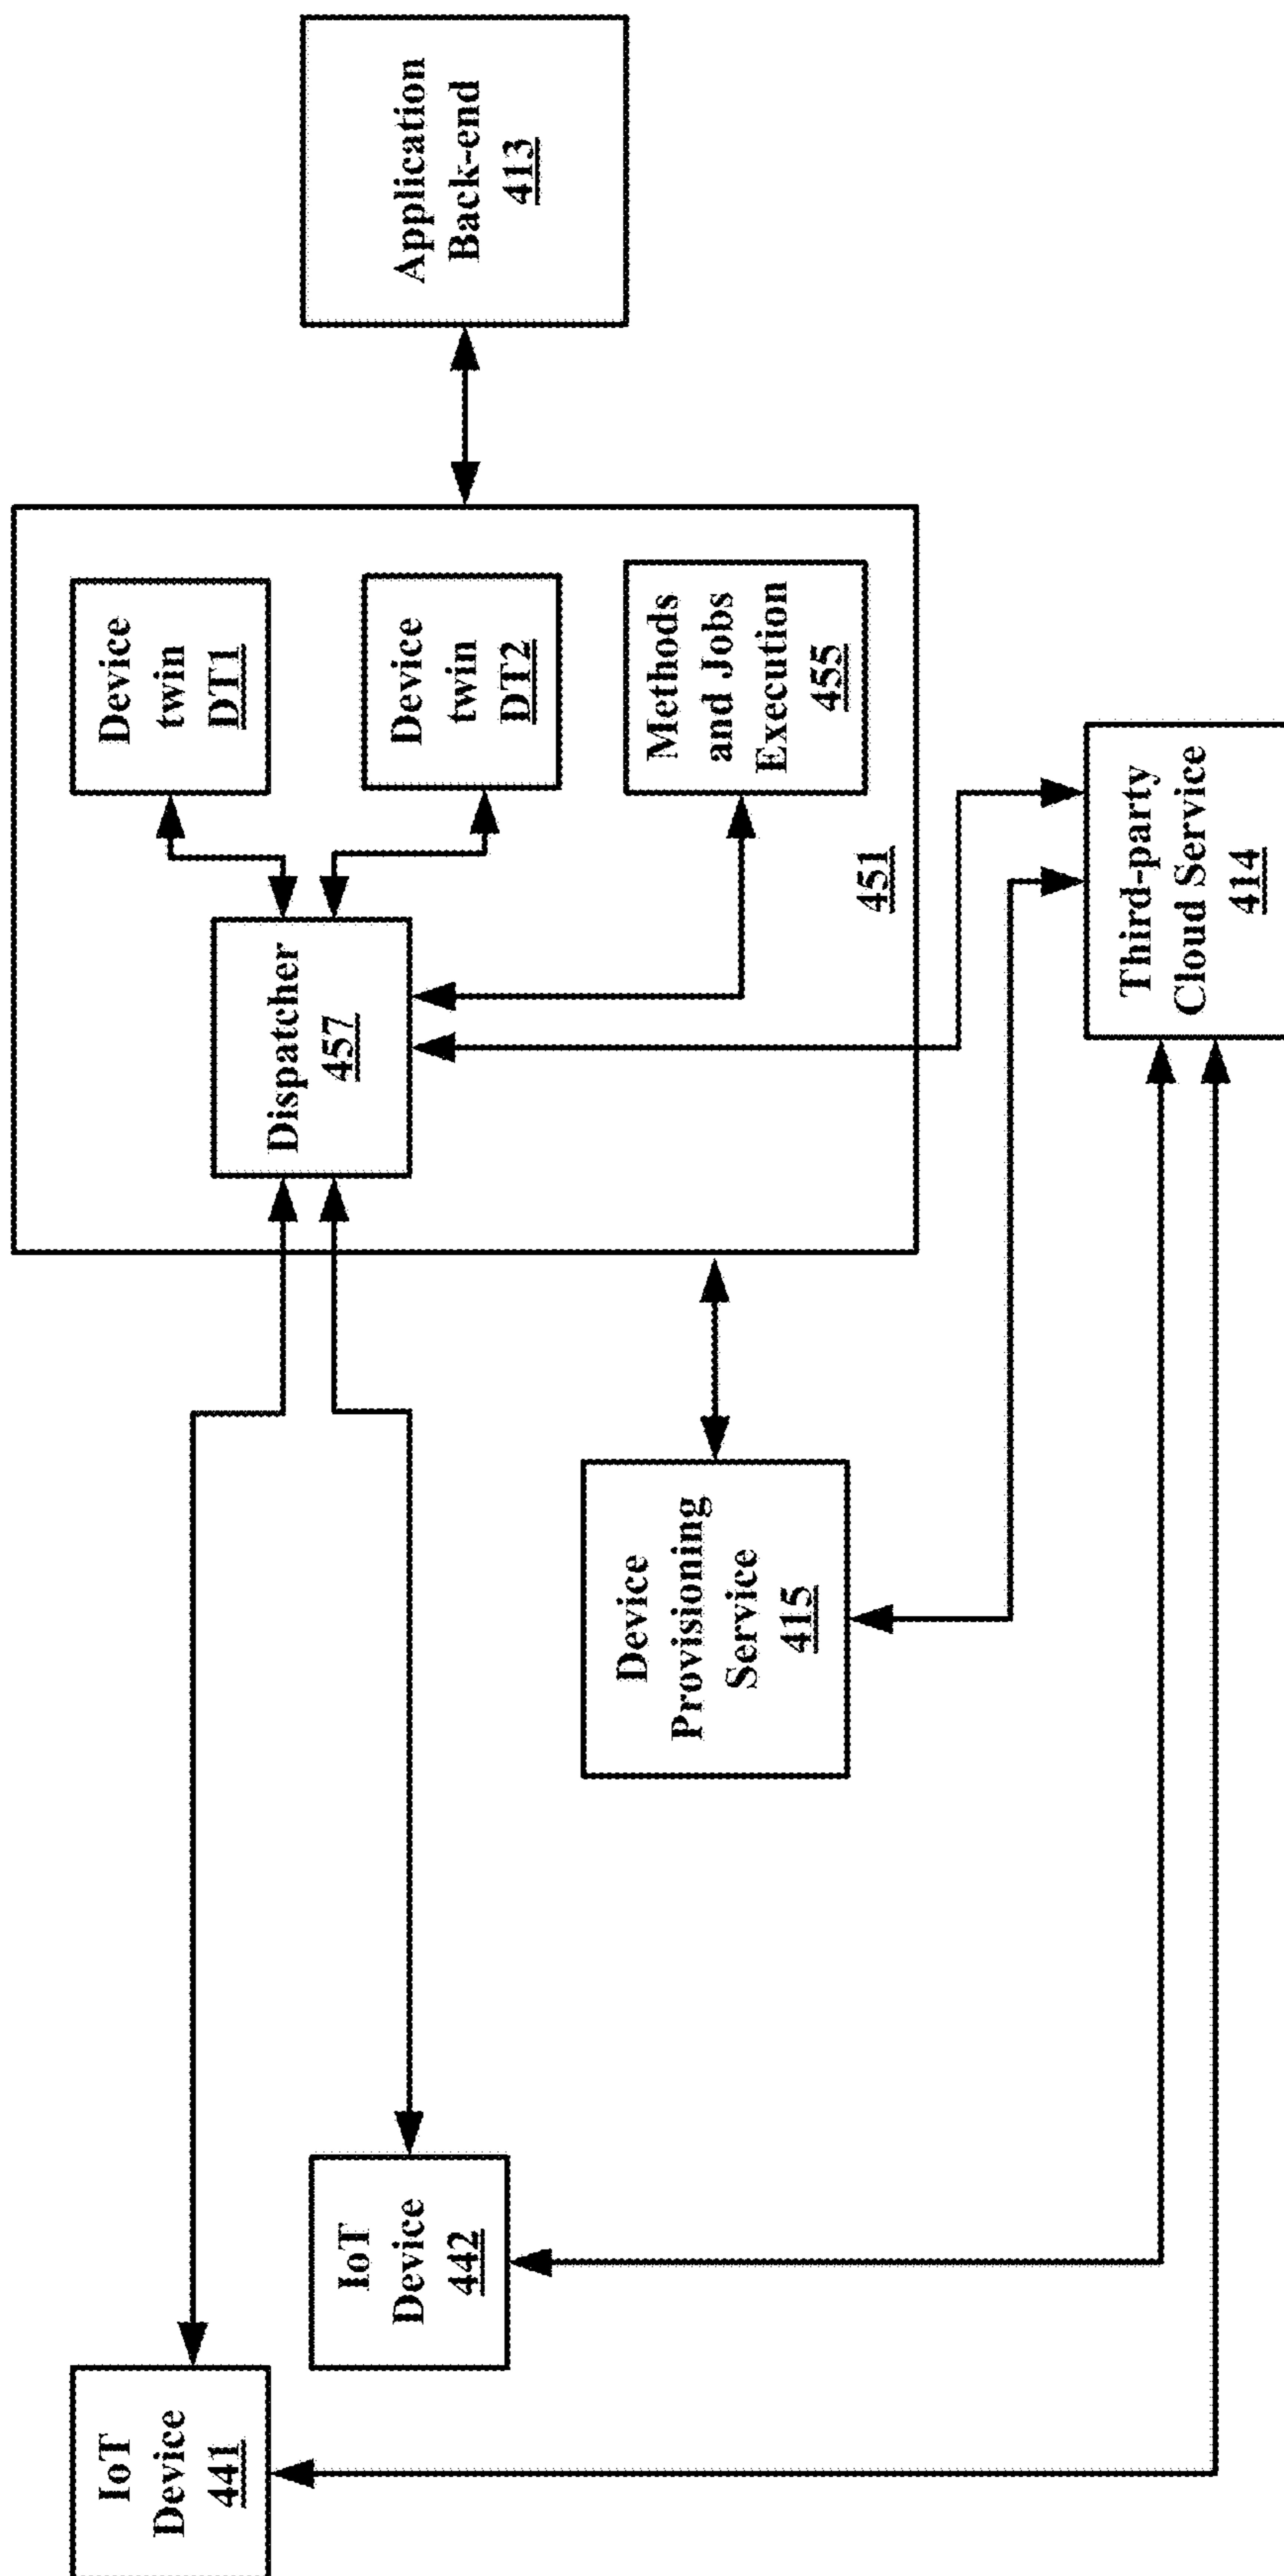 IoT
Device
441
IoT
Device
442
Device
Provisioning
Service
415
Dispatcher
457
Device
twin
DT1
Device
twin
DT2
Methods
and Jobs
Execution
455
451
Third-party
Cloud Service
414
Application
Back-end
413